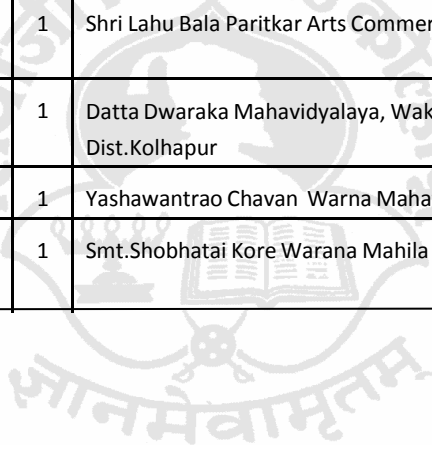 1 Shri Lahu Bala Paritkar Arts Commer
1 Datta Dwaraka Mahavidyalaya, Wak
Dist.Kolhapur
1 Yashawantrao Chavan Warna Maha
1 Smt.Shobhatai Kore Warana Mahila
ज्ञानमेवामृतम्